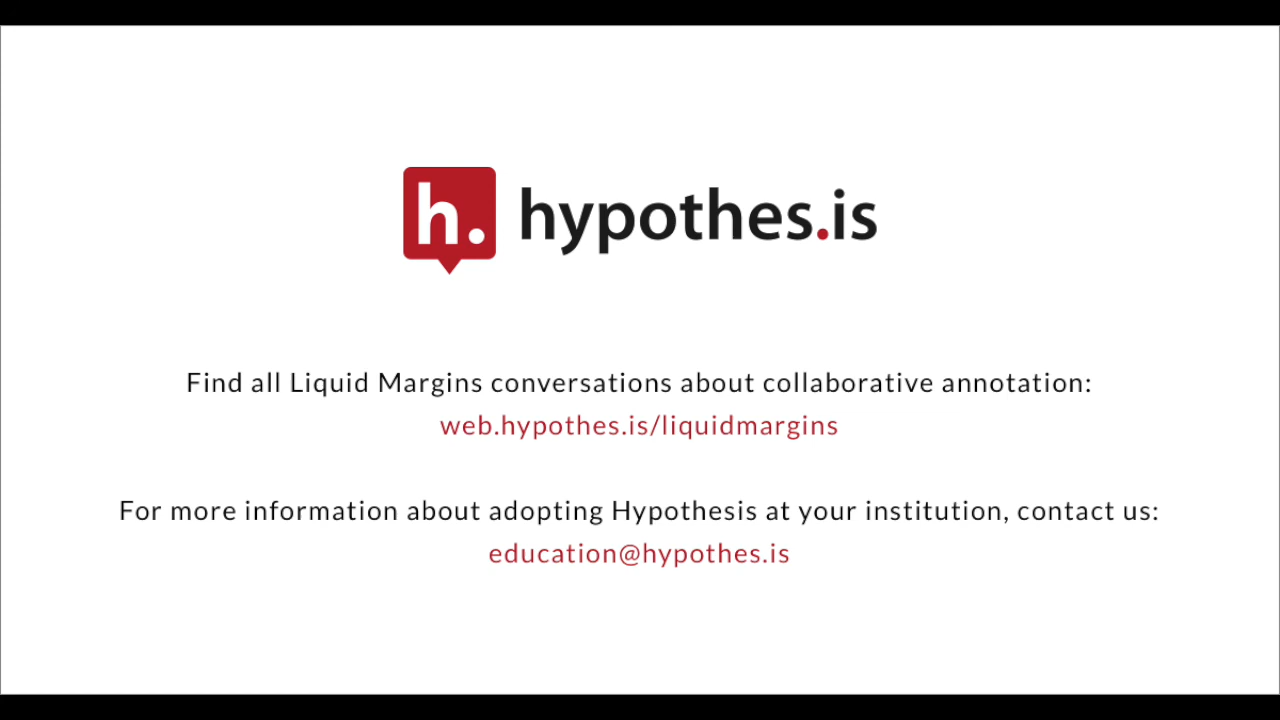 h. hypothes.is
Find all Liquid Margins conversations about collaborative annotation:
web.hypothes.is/liquidmargins
For more information about adopting Hypothesis at your institution, contact us:
education@hypothes.is